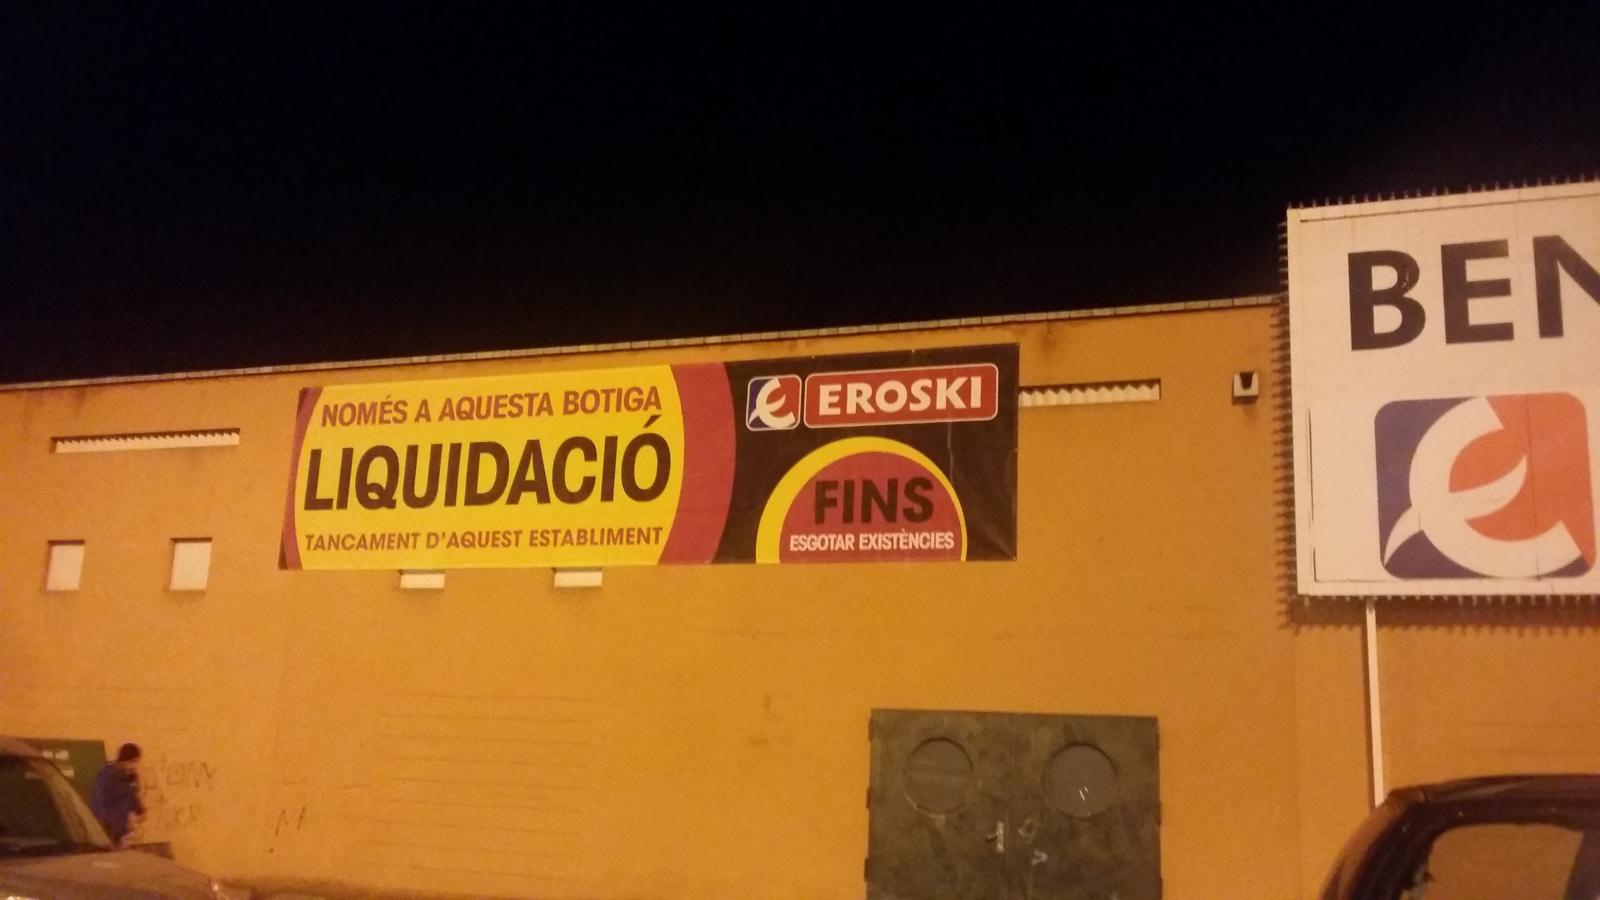 NOMÉS A AQUESTA BOTIGA
LIQUIDACIÓ
TANCAMENT D'AQUEST ESTABLIMENT
EROSKI
FINS
ESGOTAR EXISTÈNCIES
BEN